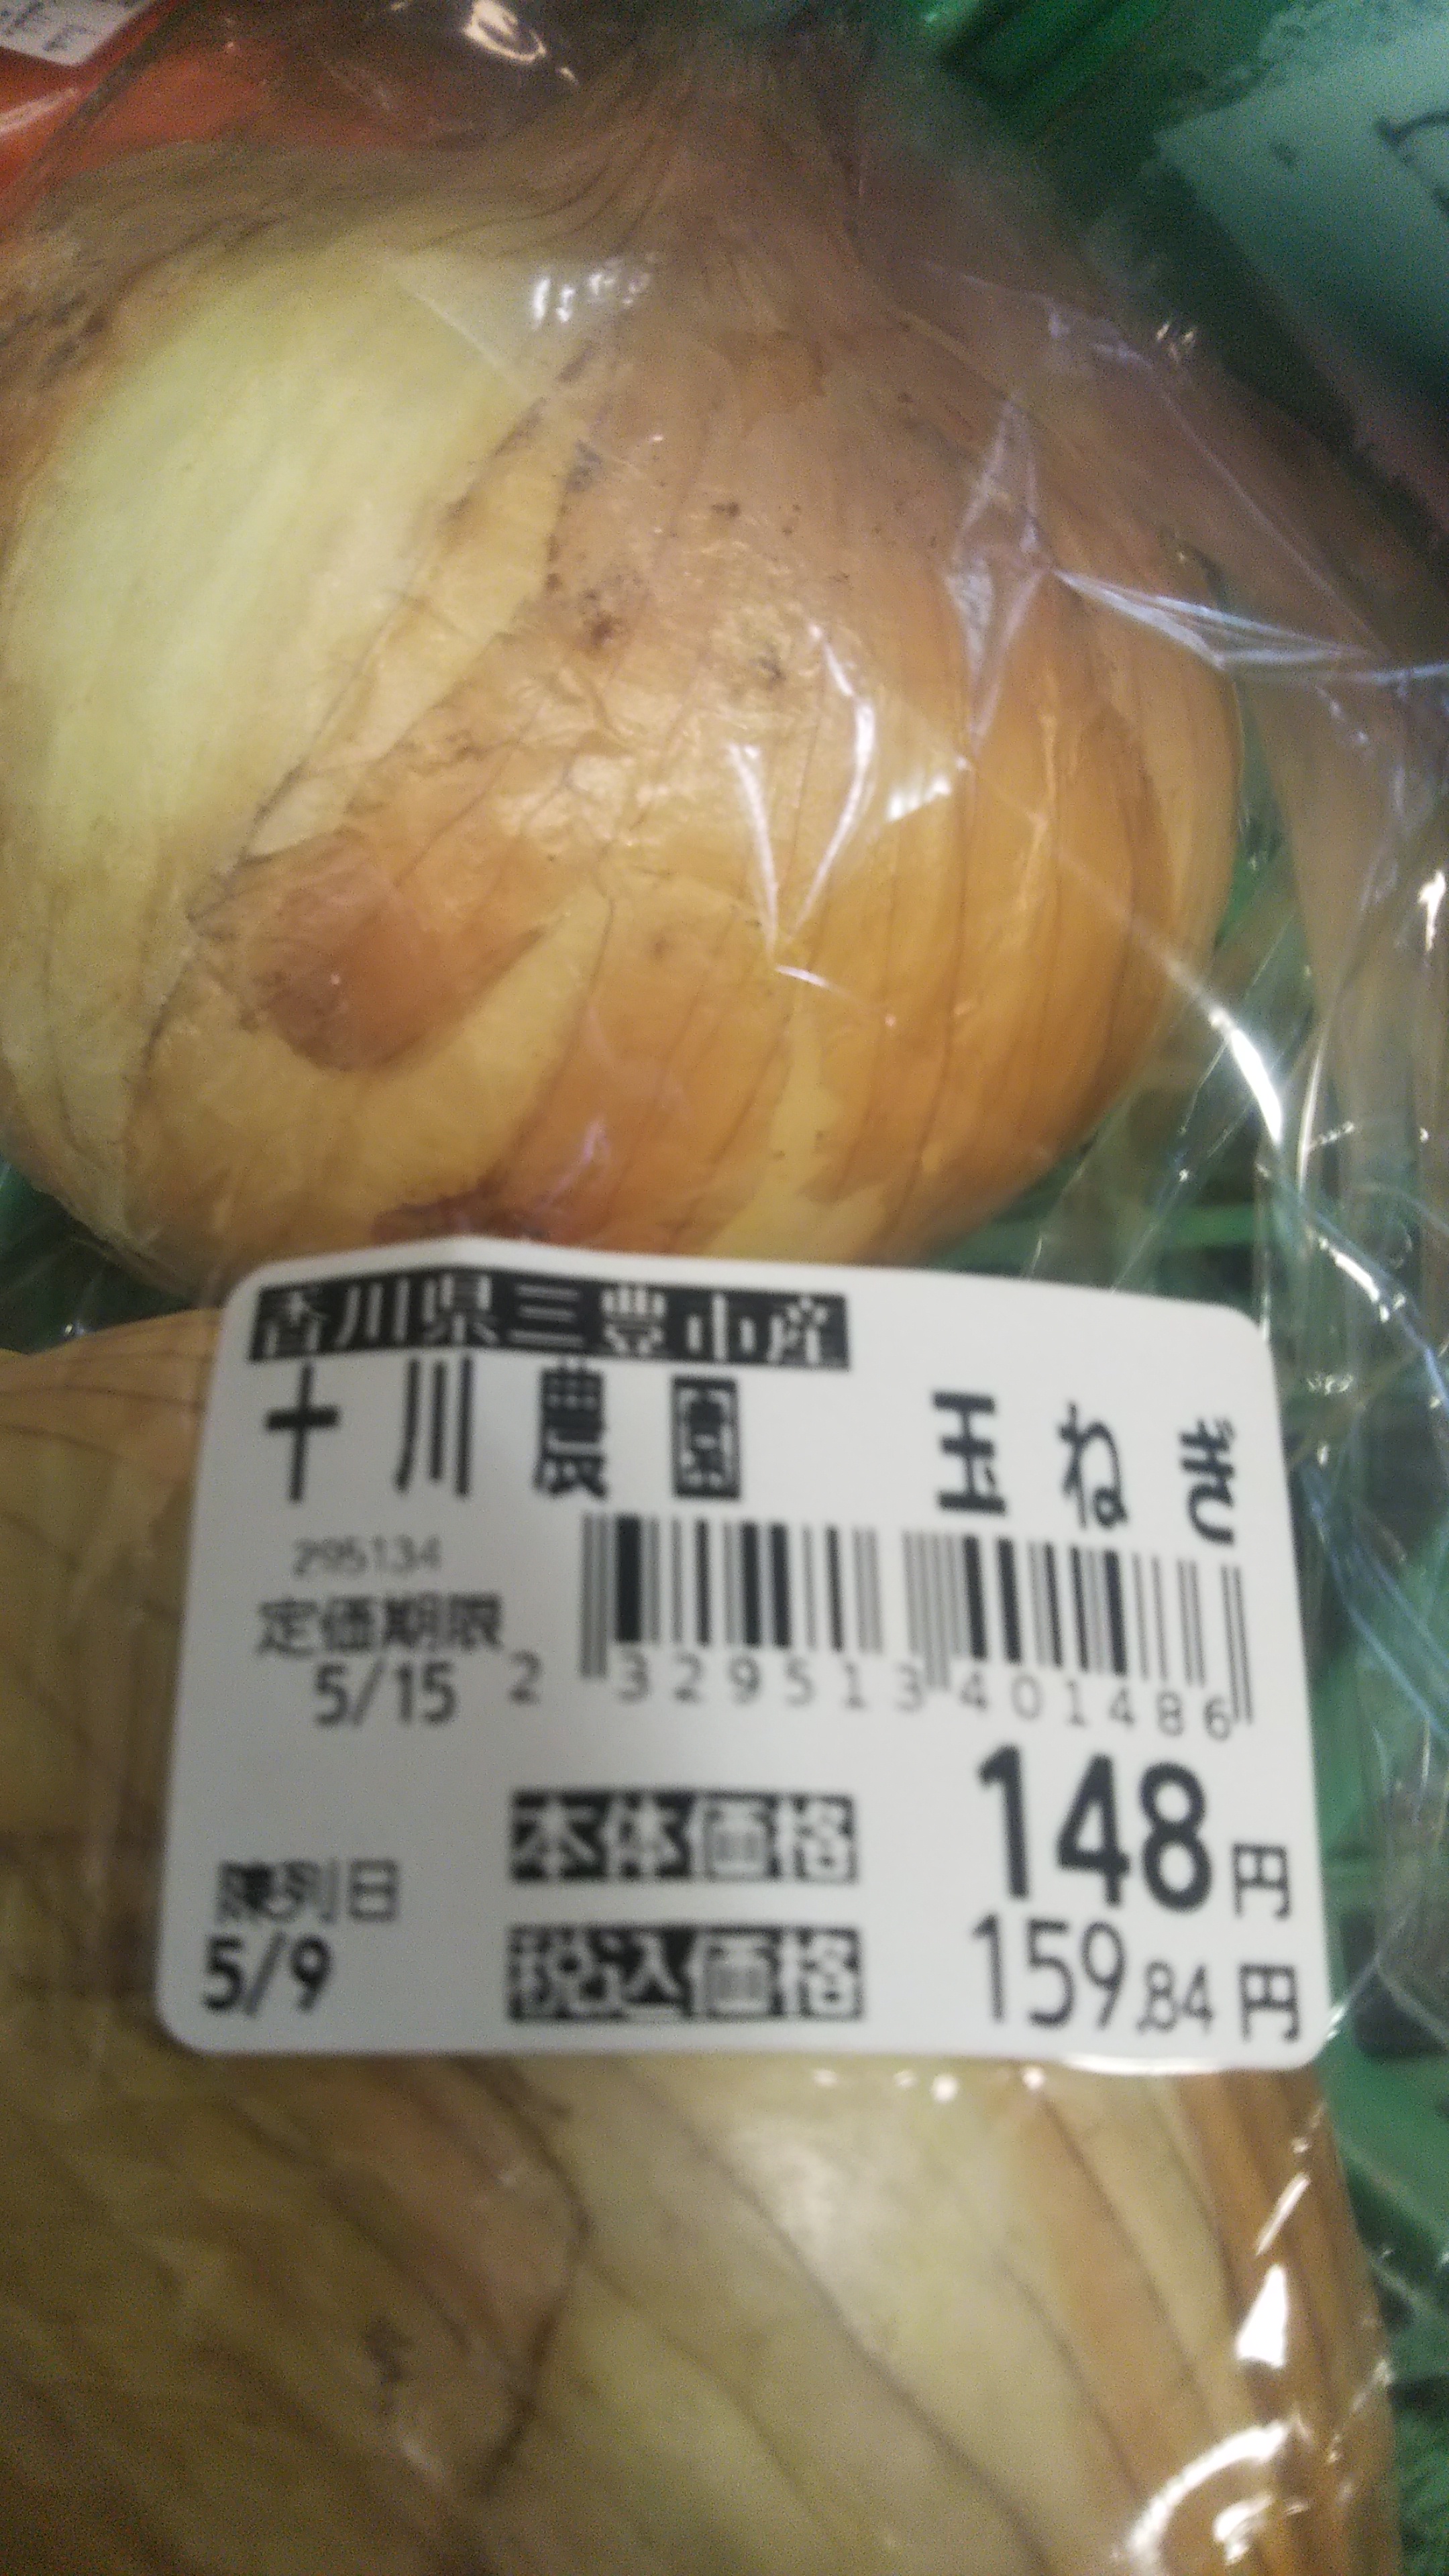 香川県三豊市産
十川農園 玉ねぎ
295134
定価期限
5/15
2 329513 401486
本体価格 148円
陳列日
5/9
税込価格 159.84円